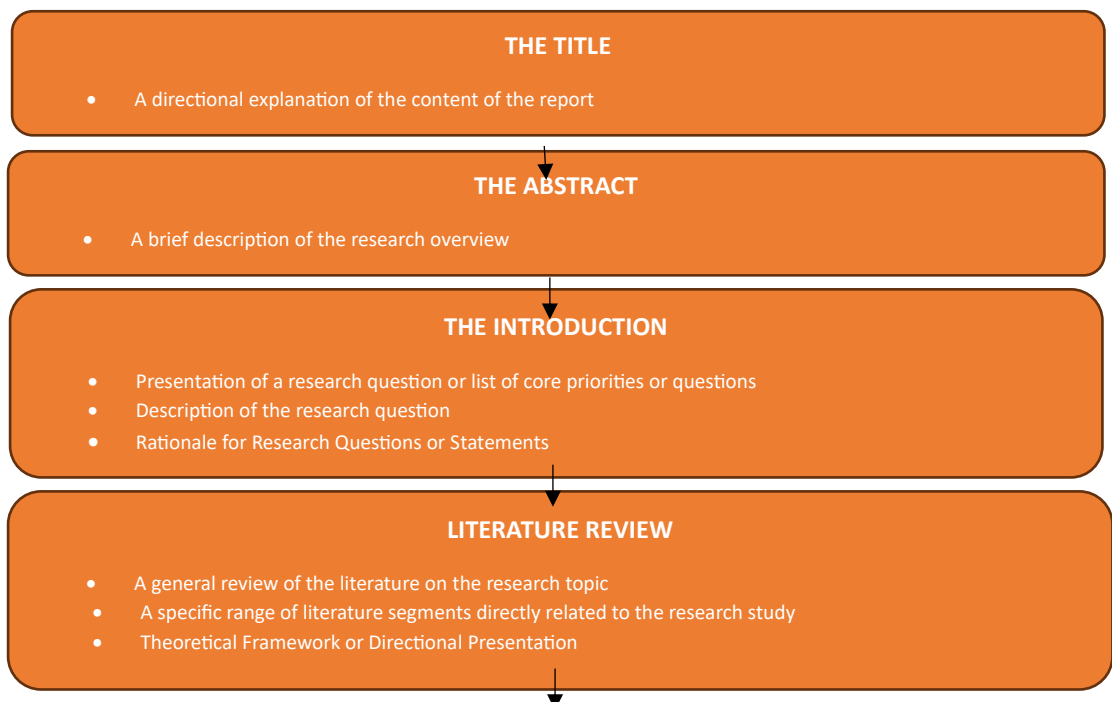 THE TITLE
• A directional explanation of the content of the report
THE ABSTRACT
• A brief description of the research overview
THE INTRODUCTION
• Presentation of a research question or list of core priorities or questions
• Description of the research question
• Rationale for Research Questions or Statements
LITERATURE REVIEW
• A general review of the literature on the research topic
• A specific range of literature segments directly related to the research study
• Theoretical Framework or Directional Presentation